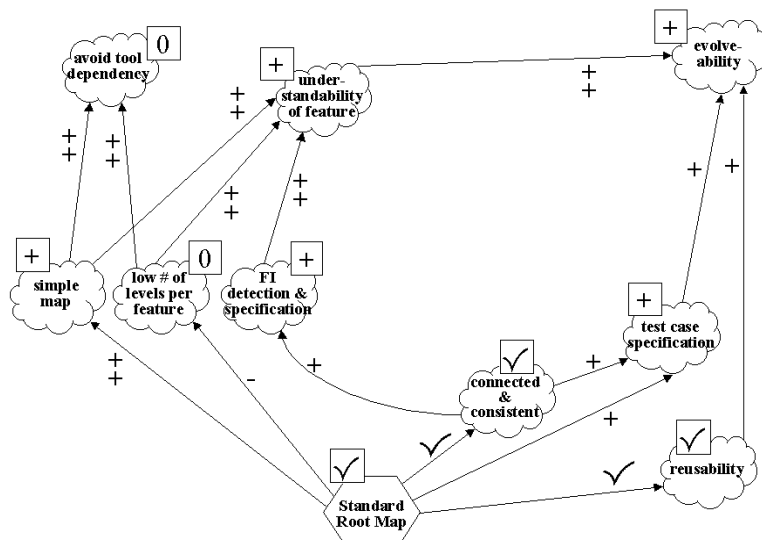 avoid tool
dependency
0
+
under-
standability
of feature
+
evolve-
ability
+
+
+
+
+
+
+
+
+
+
+
+
+
+
simple
map
0
low # of
levels per
feature
+
FI
detection &
specification
+
test case
specification
+
+
-
+
✓
connected
&
consistent
+
+
✓
✓
reusability
✓
✓
Standard
Root Map